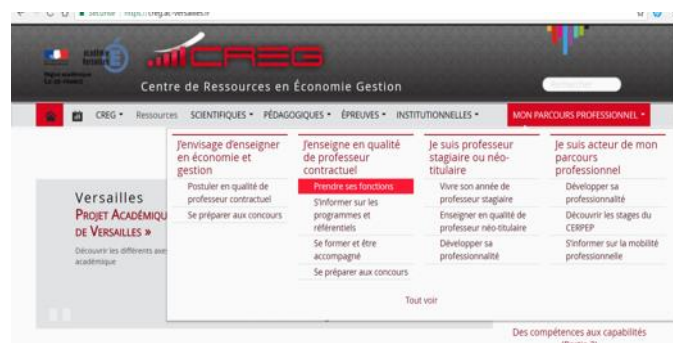 CREG
Centre de Ressources en Économie Gestion
CREG Ressources SCIENTIFIQUES PÉDAGOGIQUES ÉPREUVES INSTITUTIONNELLES MON PARCOURS PROFESSIONNEL
J'envisage d'enseigner
en économie et
gestion
Postuler en qualité de
professeur contractuel
Se préparer aux concours
J'enseigne en qualité
de professeur
contractuel
Prendre ses fonctions
S'informer sur les
programmes et
référentiels
Se former et être
accompagné
Se préparer aux concours
Je suis professeur
stagiaire ou néo-
titulaire
Vivre son année de
professeur stagiaire
Enseigner en qualité de
professeur néo-titulaire
Développer sa
professionnalité
Je suis acteur de mon
parcours
professionnel
Développer sa
professionnalité
Découvrir les stages du
CERPEP
S'informer sur la mobilité
professionnelle
Tout voir
Versailles
PROJET ACADÉMIQU
DE VERSAILLES »
Découvrir les différents axe
académique
Des compétences aux capabilités